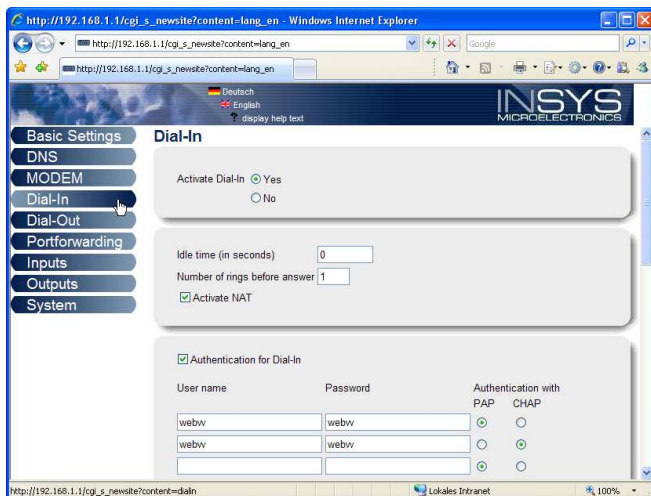 http://192.168.1.1/cgi_s_newsite?content=lang_en - Windows Internet Explorer
http://192.168.1.1/cgi_s_newsite?content=lang_en
Google
http://192.168.1.1/cgi_s_newsite?content=lang_en
Deutsch
English
? display help text
INSYS
MICROELECTRONICS
Basic Settings
DNS
MODEM
Dial-In
Dial-Out
Portforwarding
Inputs
Outputs
System
Dial-In
Activate Dial-In Yes
No
Idle time (in seconds) 0
Number of rings before answer 1
Activate NAT
Authentication for Dial-In
User name Password Authentication with
PAP CHAP
webvv webvv
webvv webvv
http://192.168.1.1/cgi_s_newsite?content=dialin Lokales Intranet 100%